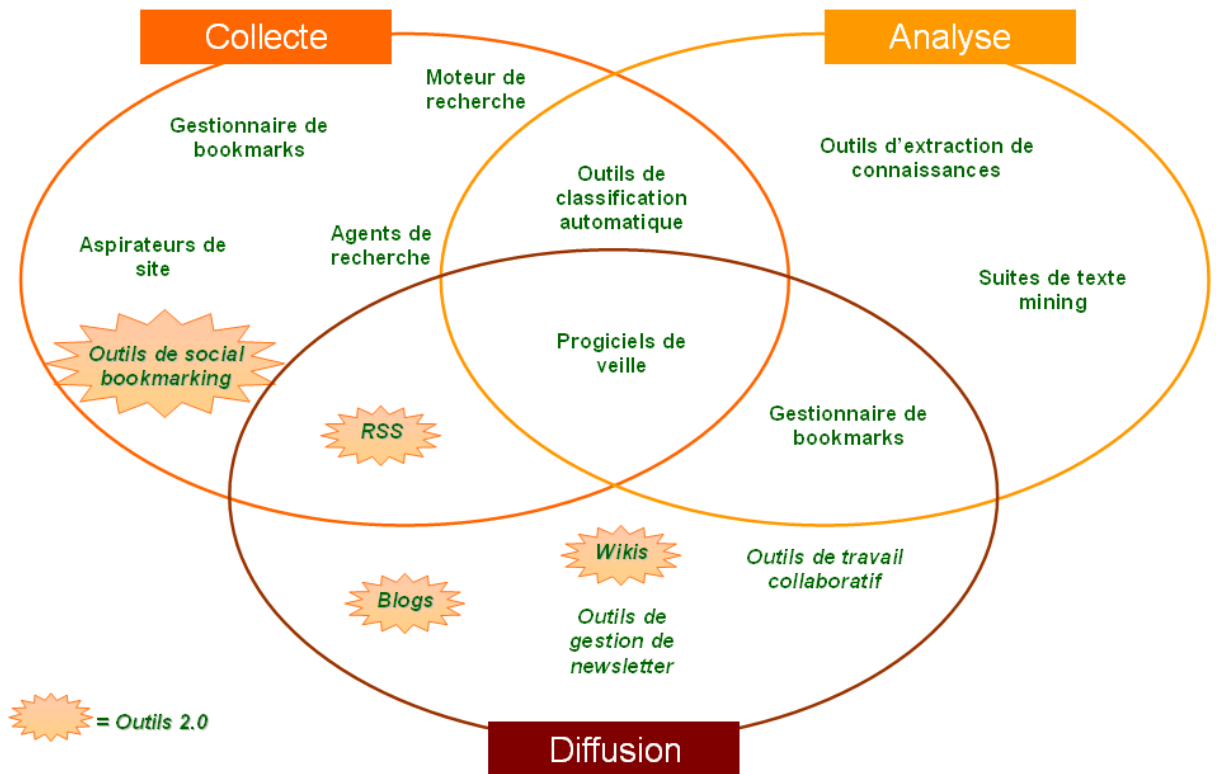 Collecte
Analyse
Moteur de
recherche
Gestionnaire de
bookmarks
Outils d'extraction de
connaissances
Outils de
classification
automatique
Aspirateurs de
site
Agents de
recherche
Suites de texte
mining
Outils de social
bookmarking
Progiciels de
veille
RSS
Gestionnaire de
bookmarks
Wikis
Outils de travail
collaboratif
Blogs
Outils de
gestion de
newsletter
= Outils 2.0
Diffusion